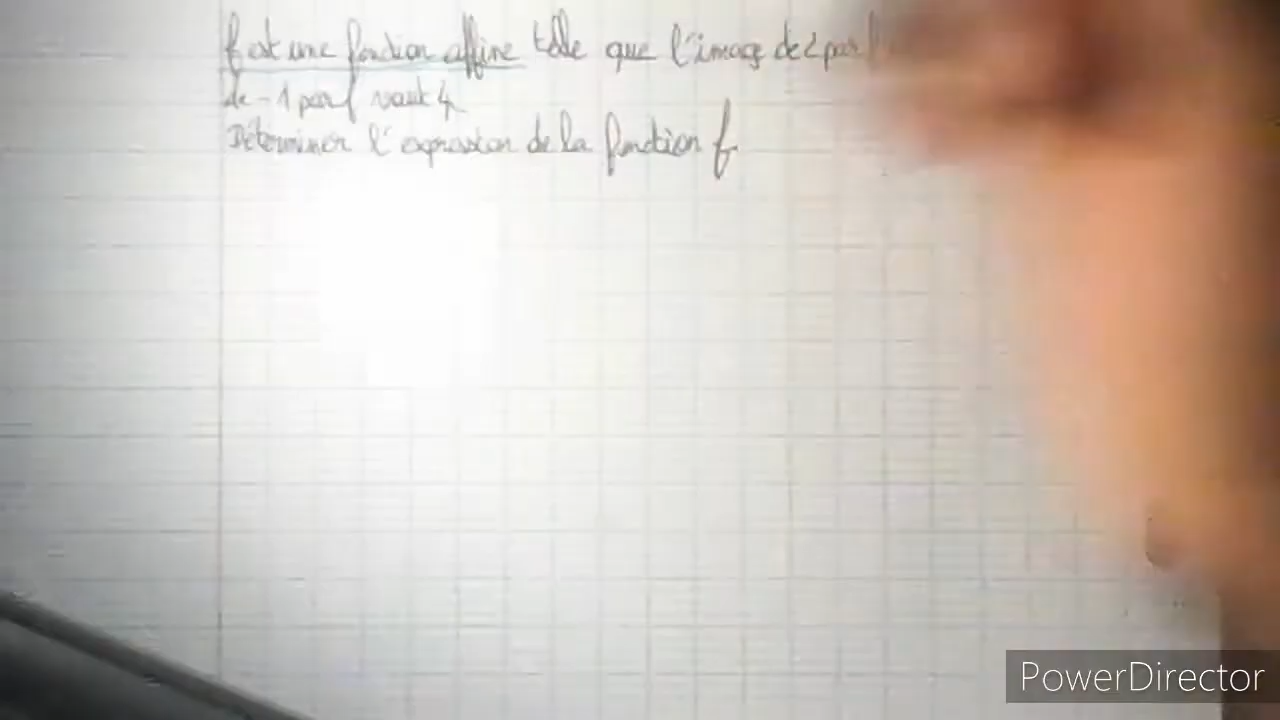 f est une fonction affine telle que l'image de 2 par f
de -1 par f vaut 4
Déterminer l'expression de la fonction f
PowerDirector